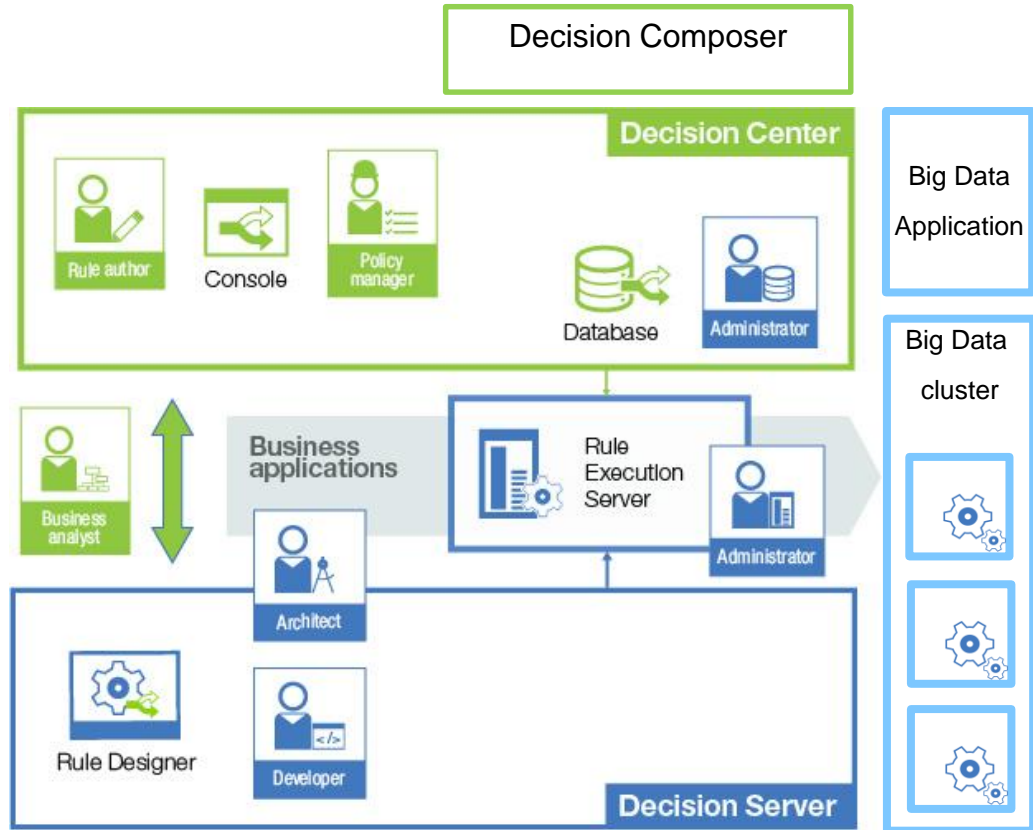 Decision Composer
Decision Center
Rule author
Console
Policy
manager
Database
Administrator
Big Data
Application
Big Data
cluster
Business
analyst
Business
applications
Rule
Execution
Server
Administrator
Architect
Rule Designer
</>
Developer
Decision Server